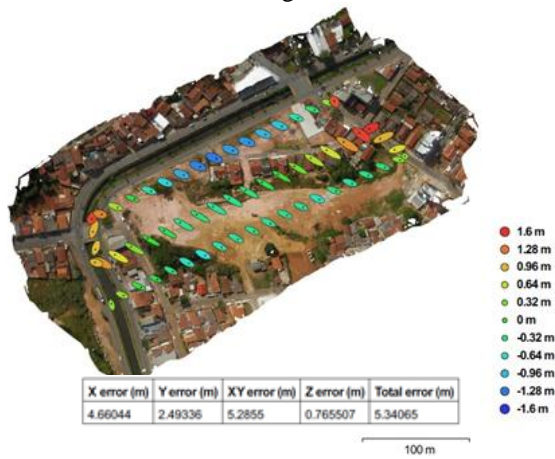 1.6 m
1.28 m
0.96 m
0.64 m
0.32 m
0 m
-0.32 m
-0.64 m
-0.96 m
-1.28 m
-1.6 m
X error (m) Y error (m) XY error (m) Z error (m) Total error (m)
4.66044 2.49336 5.2855 0.765507 5.34065
100 m